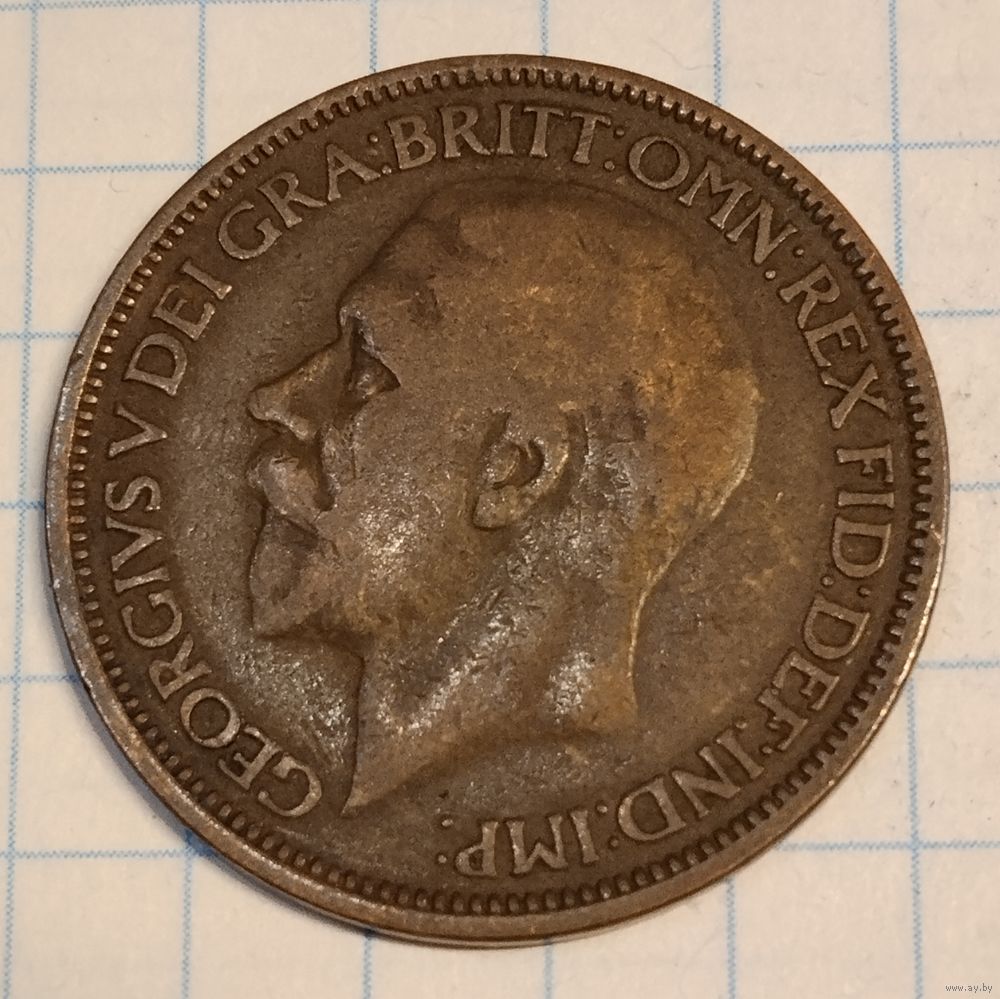 GEORGIVS V DEI GRA: BRITT: OMN: REX FID: DEF: IND: IMP:
www.ay.by